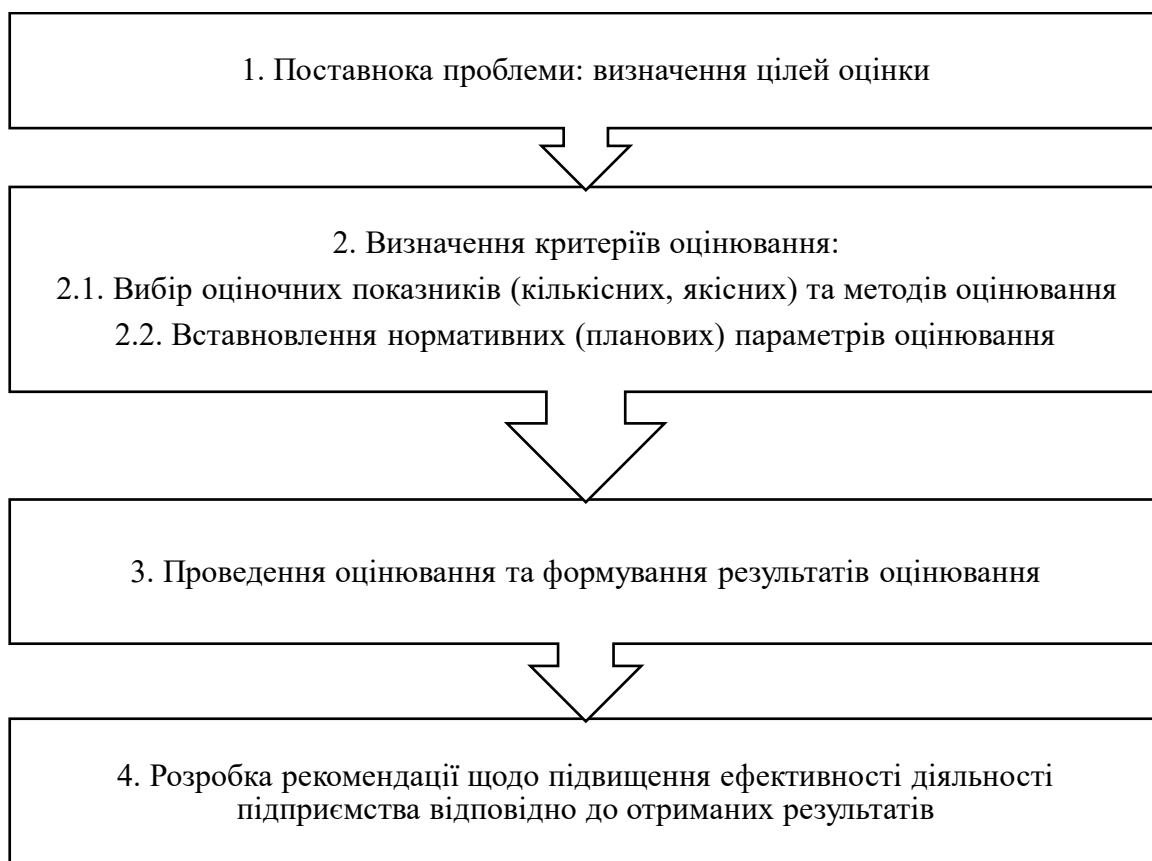 1. Поставнока проблеми: визначення цілей оцінки
2. Визначення критеріїв оцінювання:
2.1. Вибір оціночних показників (кількісних, якісних) та методів оцінювання
2.2. Вставновлення нормативних (планових) параметрів оцінювання
3. Проведення оцінювання та формування результатів оцінювання
4. Розробка рекомендації щодо підвищення ефективності діяльності
підприємства відповідно до отриманих результатів